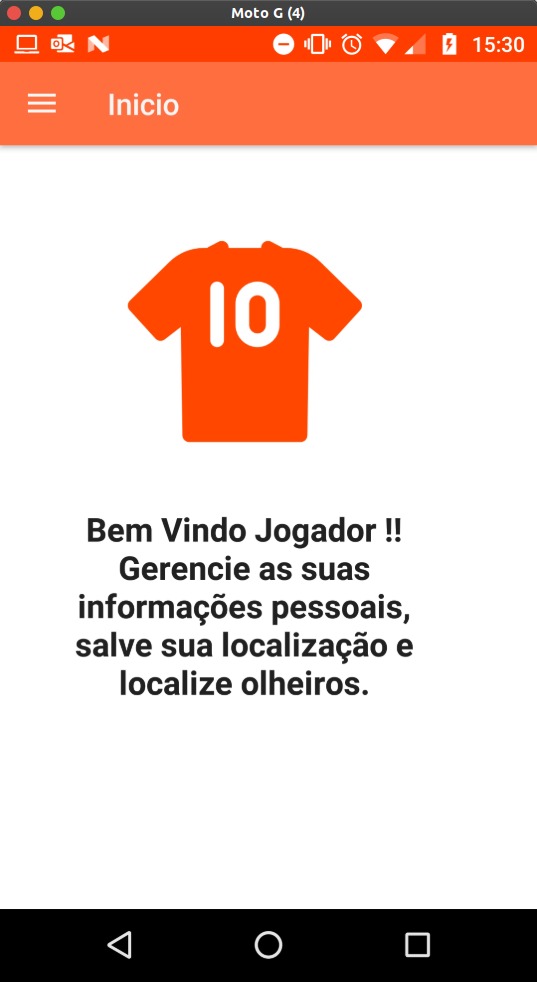 Moto G (4)
15:30
Inicio
10
Bem Vindo Jogador !!
Gerencie as suas
informações pessoais,
salve sua localização e
localize olheiros.